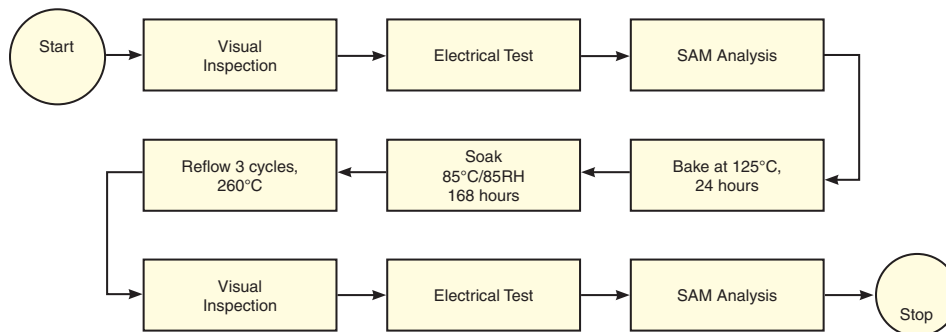 Start
Visual
Inspection
Electrical Test
SAM Analysis
Bake at 125°C,
24 hours
Soak
85°C/85RH
168 hours
Reflow 3 cycles,
260°C
Visual
Inspection
Electrical Test
SAM Analysis
Stop